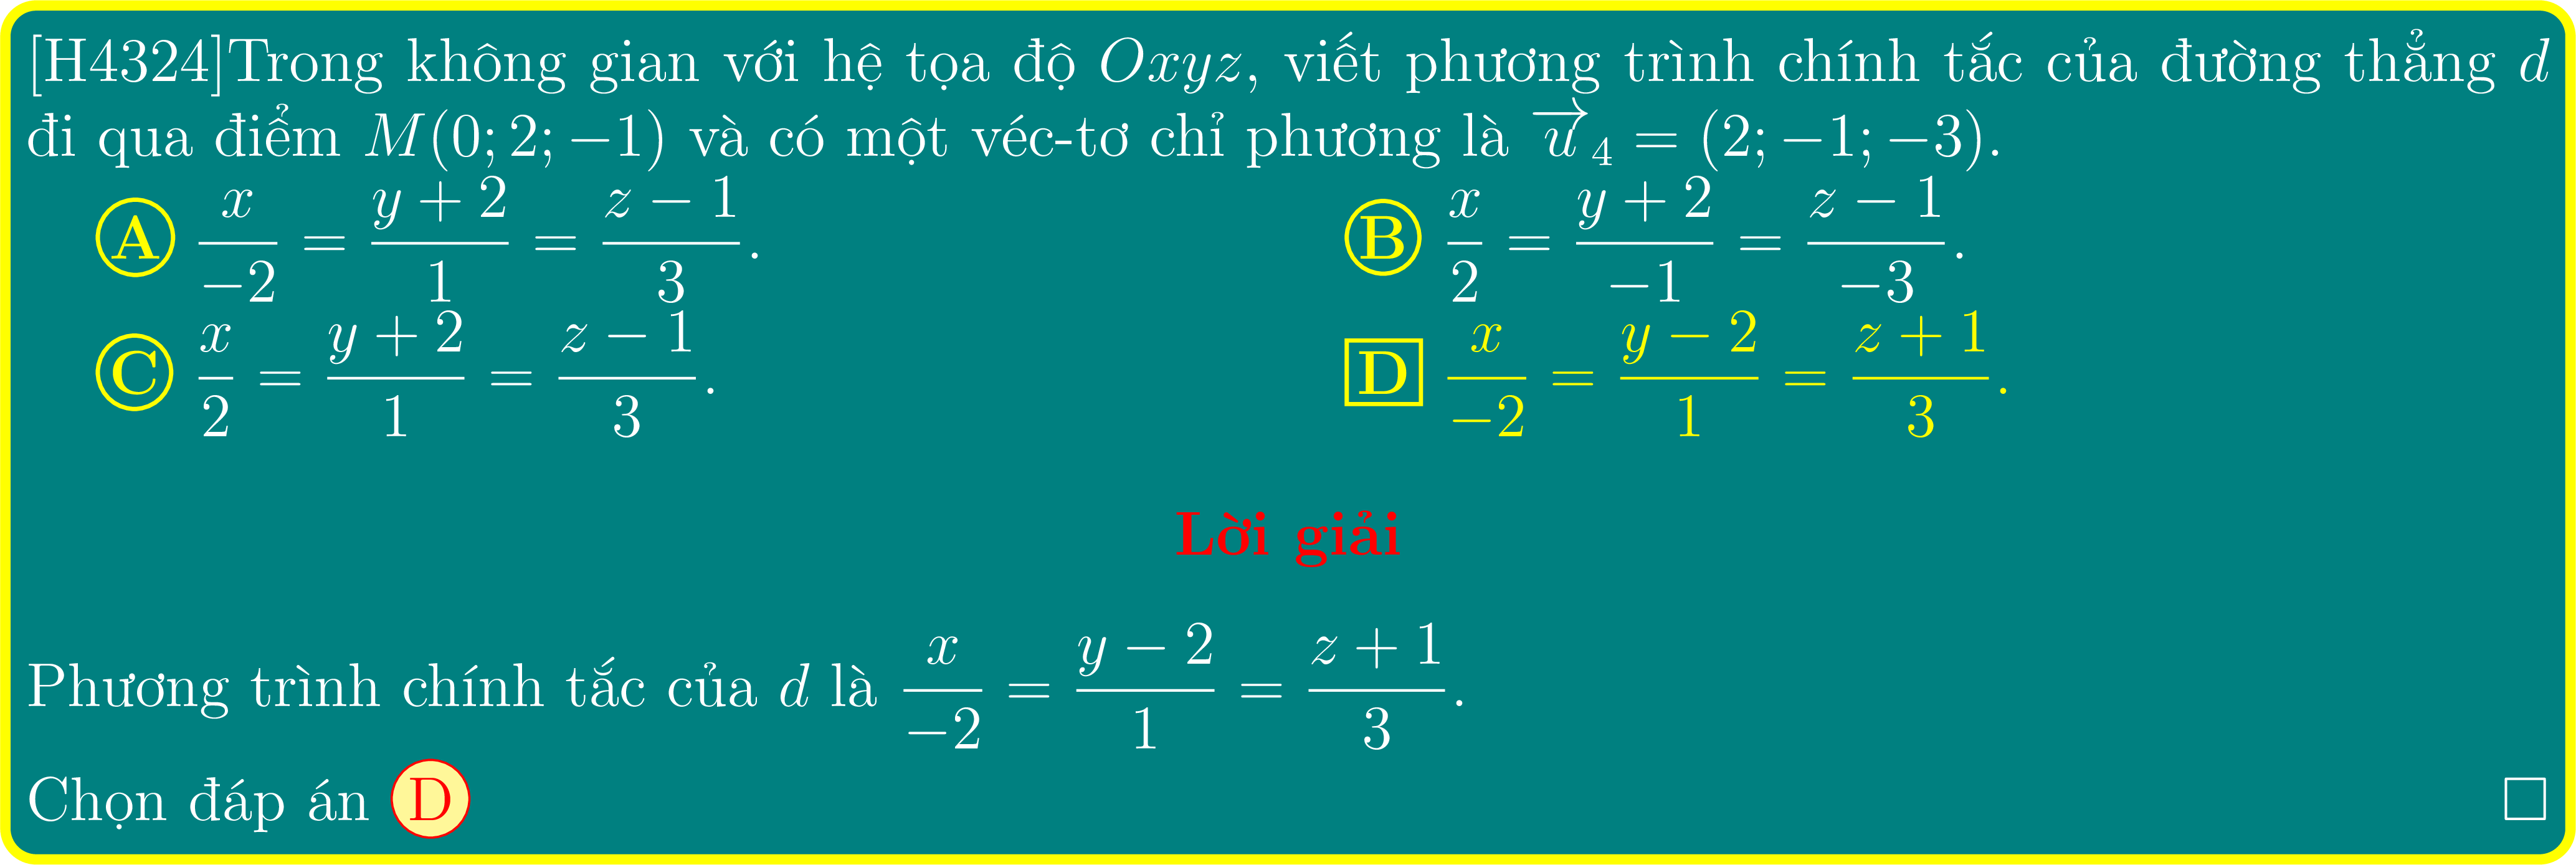 [H4324]Trong không gian với hệ tọa độ Oxyz, viết phương trình chính tắc của đường thẳng d
đi qua điểm M(0; 2; −1) và có một véc-tơ chỉ phương là $\overrightarrow{u}_4$ = (2; −1; −3).
A $\frac{x}{-2} = \frac{y+2}{1} = \frac{z-1}{3}$. B $\frac{x}{2} = \frac{y+2}{-1} = \frac{z-1}{-3}$.
C $\frac{x}{2} = \frac{y+2}{1} = \frac{z-1}{3}$. D $\frac{x}{-2} = \frac{y-2}{1} = \frac{z+1}{3}$.
Lời giải
Phương trình chính tắc của d là $\frac{x}{-2} = \frac{y-2}{1} = \frac{z+1}{3}$.
Chọn đáp án D □